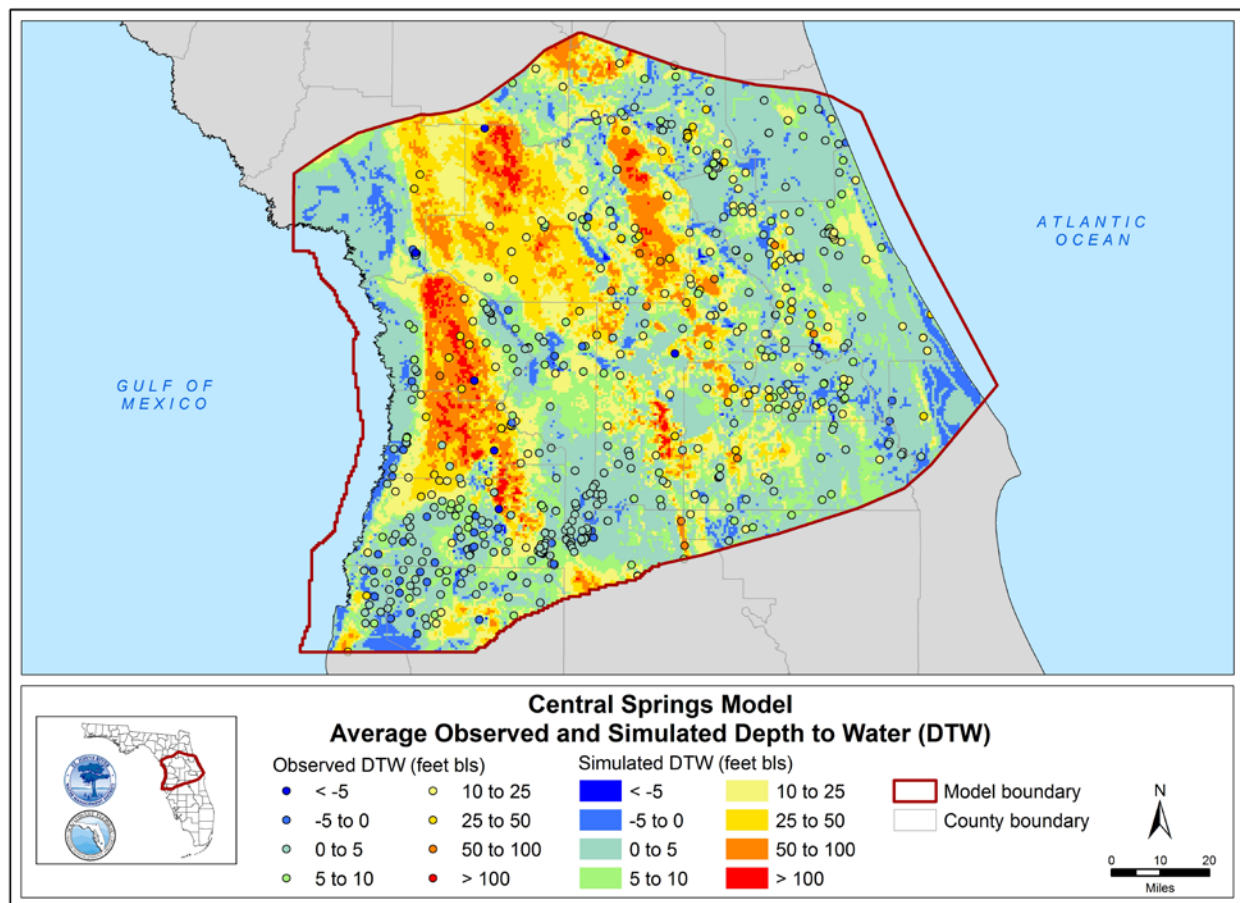 GULF OF
MEXICO
ATLANTIC
OCEAN
Central Springs Model
Average Observed and Simulated Depth to Water (DTW)
Observed DTW (feet bls)
< -5
-5 to 0
0 to 5
5 to 10
10 to 25
25 to 50
50 to 100
> 100
Simulated DTW (feet bls)
< -5
-5 to 0
0 to 5
5 to 10
10 to 25
25 to 50
50 to 100
> 100
Model boundary
County boundary
N
0 10 20
Miles